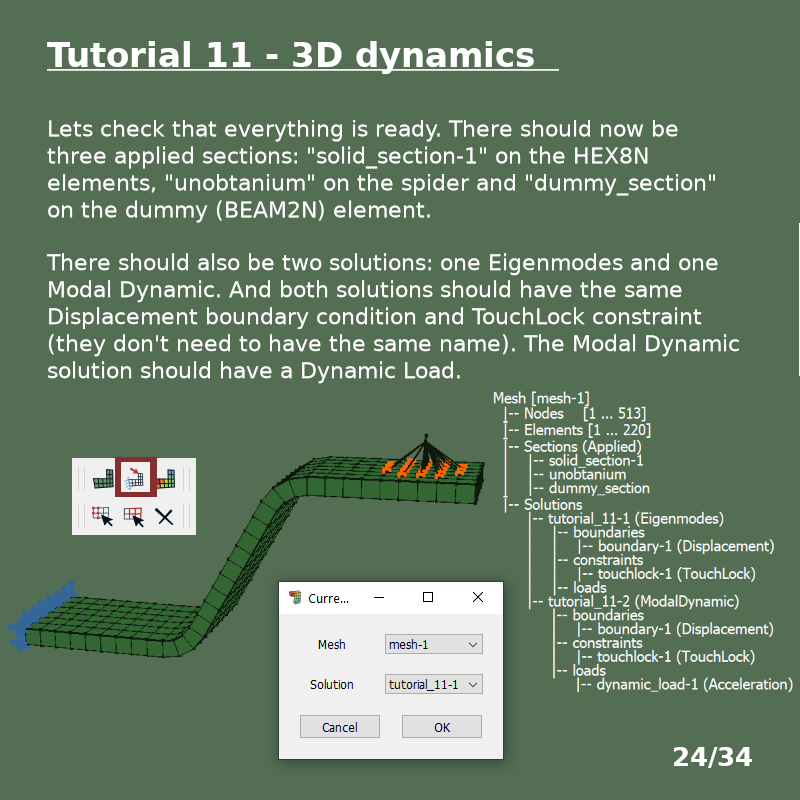 Tutorial 11 - 3D dynamics
Lets check that everything is ready. There should now be
three applied sections: "solid_section-1" on the HEX8N
elements, "unobtanium" on the spider and "dummy_section"
on the dummy (BEAM2N) element.
There should also be two solutions: one Eigenmodes and one
Modal Dynamic. And both solutions should have the same
Displacement boundary condition and TouchLock constraint
(they don't need to have the same name). The Modal Dynamic
solution should have a Dynamic Load.
Mesh [mesh-1]
|-- Nodes [1 ... 513]
|-- Elements [1 ... 220]
|-- Sections (Applied)
| |-- solid_section-1
| |-- unobtanium
| |-- dummy_section
|-- Solutions
|-- tutorial_11-1 (Eigenmodes)
| |-- boundaries
| | |-- boundary-1 (Displacement)
| |-- constraints
| | |-- touchlock-1 (TouchLock)
| |-- loads
|-- tutorial_11-2 (ModalDynamic)
|-- boundaries
| |-- boundary-1 (Displacement)
|-- constraints
| |-- touchlock-1 (TouchLock)
|-- loads
|-- dynamic_load-1 (Acceleration)
Curre...
Mesh mesh-1
Solution tutorial_11-1
Cancel OK
24/34